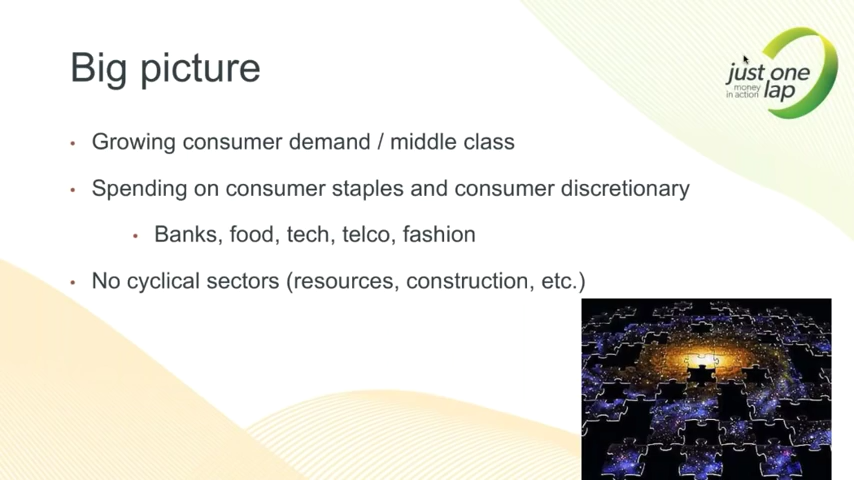 Big picture
just one
money
in action lap
• Growing consumer demand / middle class
• Spending on consumer staples and consumer discretionary
• Banks, food, tech, telco, fashion
• No cyclical sectors (resources, construction, etc.)